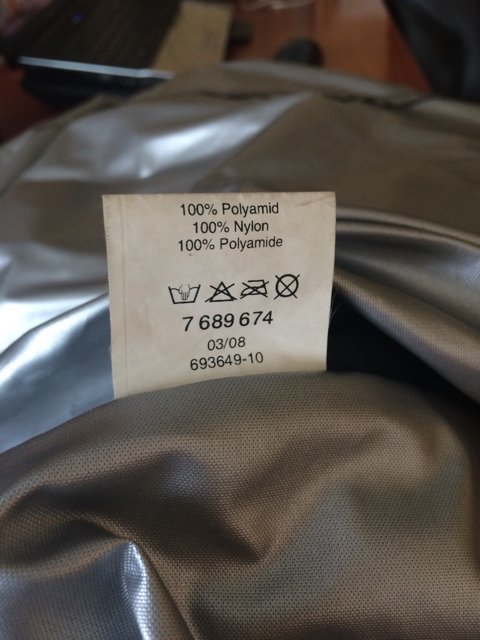 100% Polyamid
100% Nylon
100% Polyamide
7 689 674
03/08
693649-10